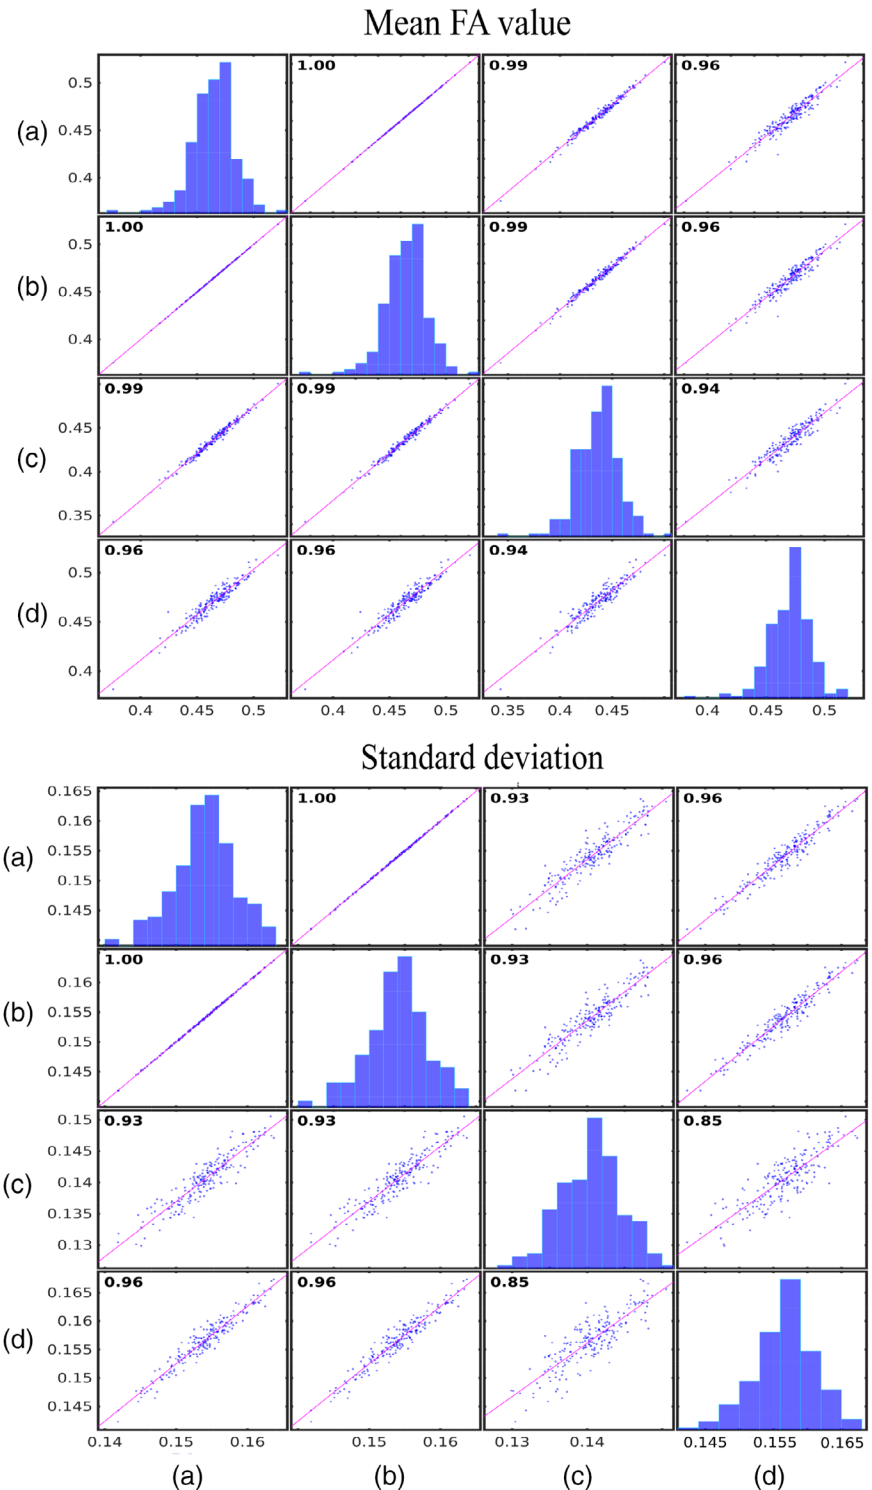 Mean FA value
1.00 0.99 0.96
0.5
(a) 0.45
0.4
1.00 0.99 0.96
0.5
(b) 0.45
0.4
0.99 0.99 0.94
0.45
(c) 0.4
0.35
0.96 0.96 0.94
0.5
(d) 0.45
0.4
0.4 0.45 0.5 0.4 0.45 0.5 0.35 0.4 0.45 0.4 0.45 0.5
Standard deviation
0.165 1.00 0.93 0.96
0.16
(a) 0.155
0.15
0.145
1.00 0.93 0.96
0.16
(b) 0.155
0.15
0.145
0.15 0.93 0.93 0.85
0.145
(c) 0.14
0.135
0.13
0.96 0.96 0.85
0.165
0.16
(d) 0.155
0.15
0.145
0.14 0.15 0.16 0.15 0.16 0.13 0.14 0.145 0.155 0.165
(a) (b) (c) (d)